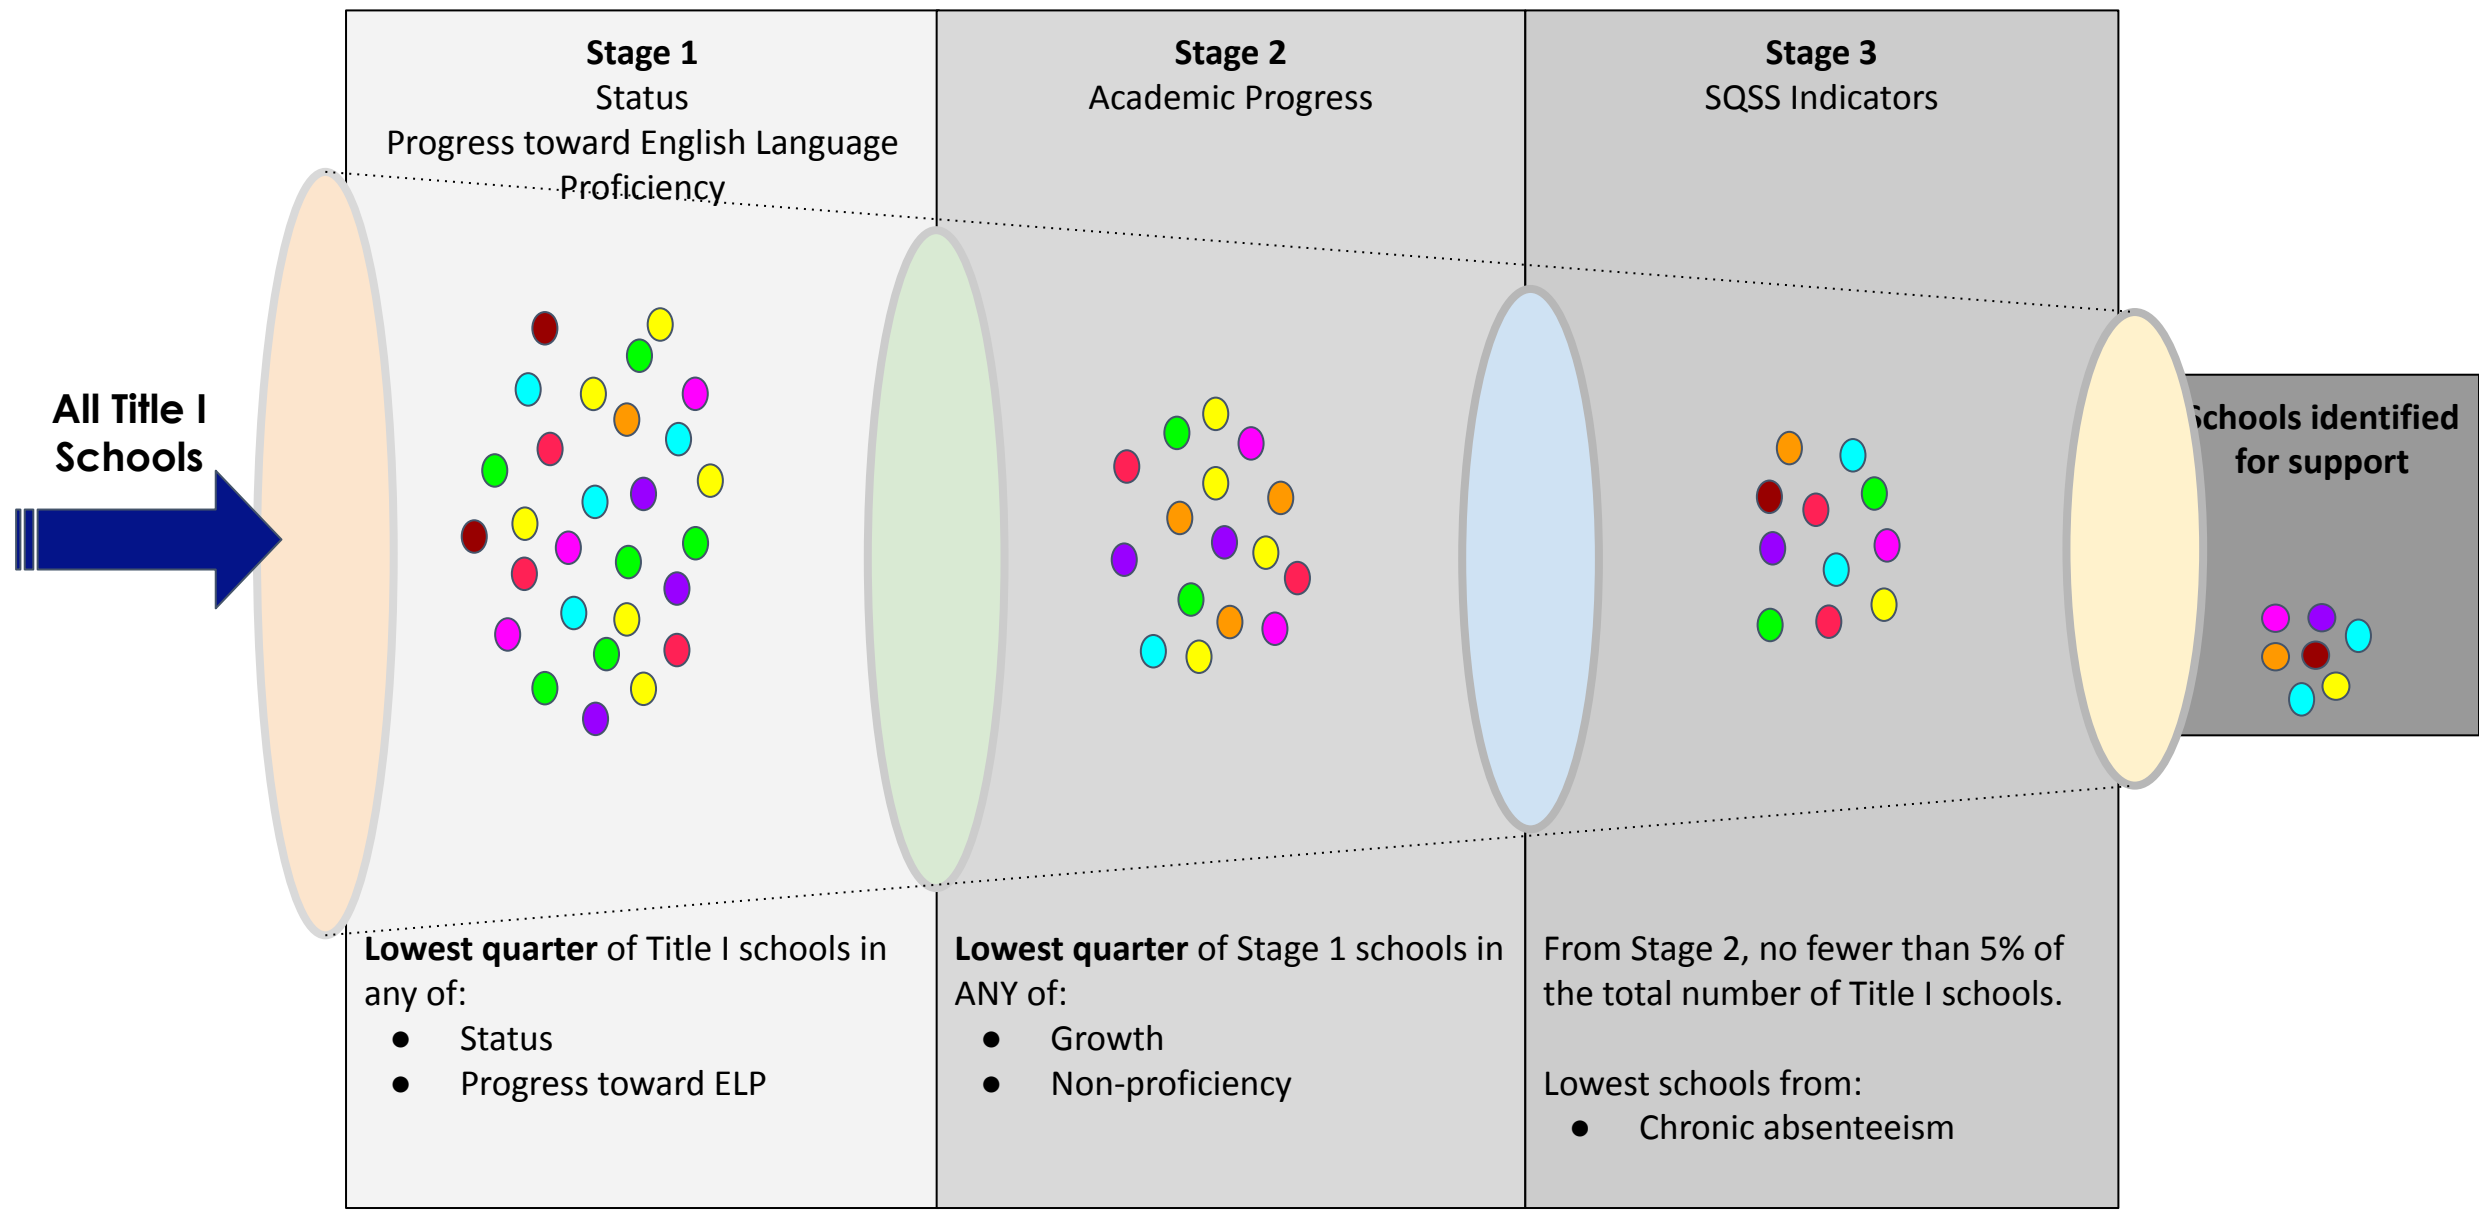 All Title I
Schools
Stage 1
Status
Progress toward English Language
Proficiency
Lowest quarter of Title I schools in
any of:
● Status
● Progress toward ELP
Stage 2
Academic Progress
Lowest quarter of Stage 1 schools in
ANY of:
● Growth
● Non-proficiency
Stage 3
SQSS Indicators
From Stage 2, no fewer than 5% of
the total number of Title I schools.
Lowest schools from:
● Chronic absenteeism
Schools identified
for support